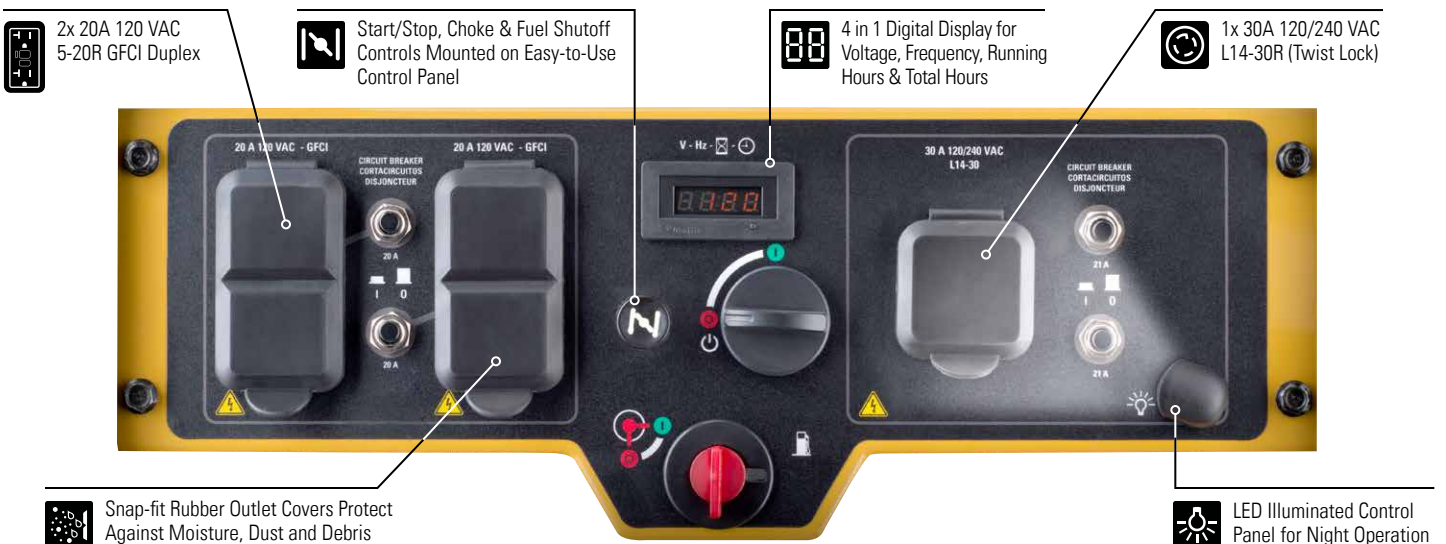 2x 20A 120 VAC
5-20R GFCI Duplex
Start/Stop, Choke & Fuel Shutoff
Controls Mounted on Easy-to-Use
Control Panel
4 in 1 Digital Display for
Voltage, Frequency, Running
Hours & Total Hours
1x 30A 120/240 VAC
L14-30R (Twist Lock)
20 A 120 VAC - GFCI
CIRCUIT BREAKER
CORTACIRCUITOS
DISJONCTEUR
20 A
I O
20 A
20 A 120 VAC - GFCI
V - Hz -
I
I
30 A 120/240 VAC
L14-30
CIRCUIT BREAKER
CORTACIRCUITOS
DISJONCTEUR
21 A
I O
21 A
Snap-fit Rubber Outlet Covers Protect
Against Moisture, Dust and Debris
LED Illuminated Control
Panel for Night Operation